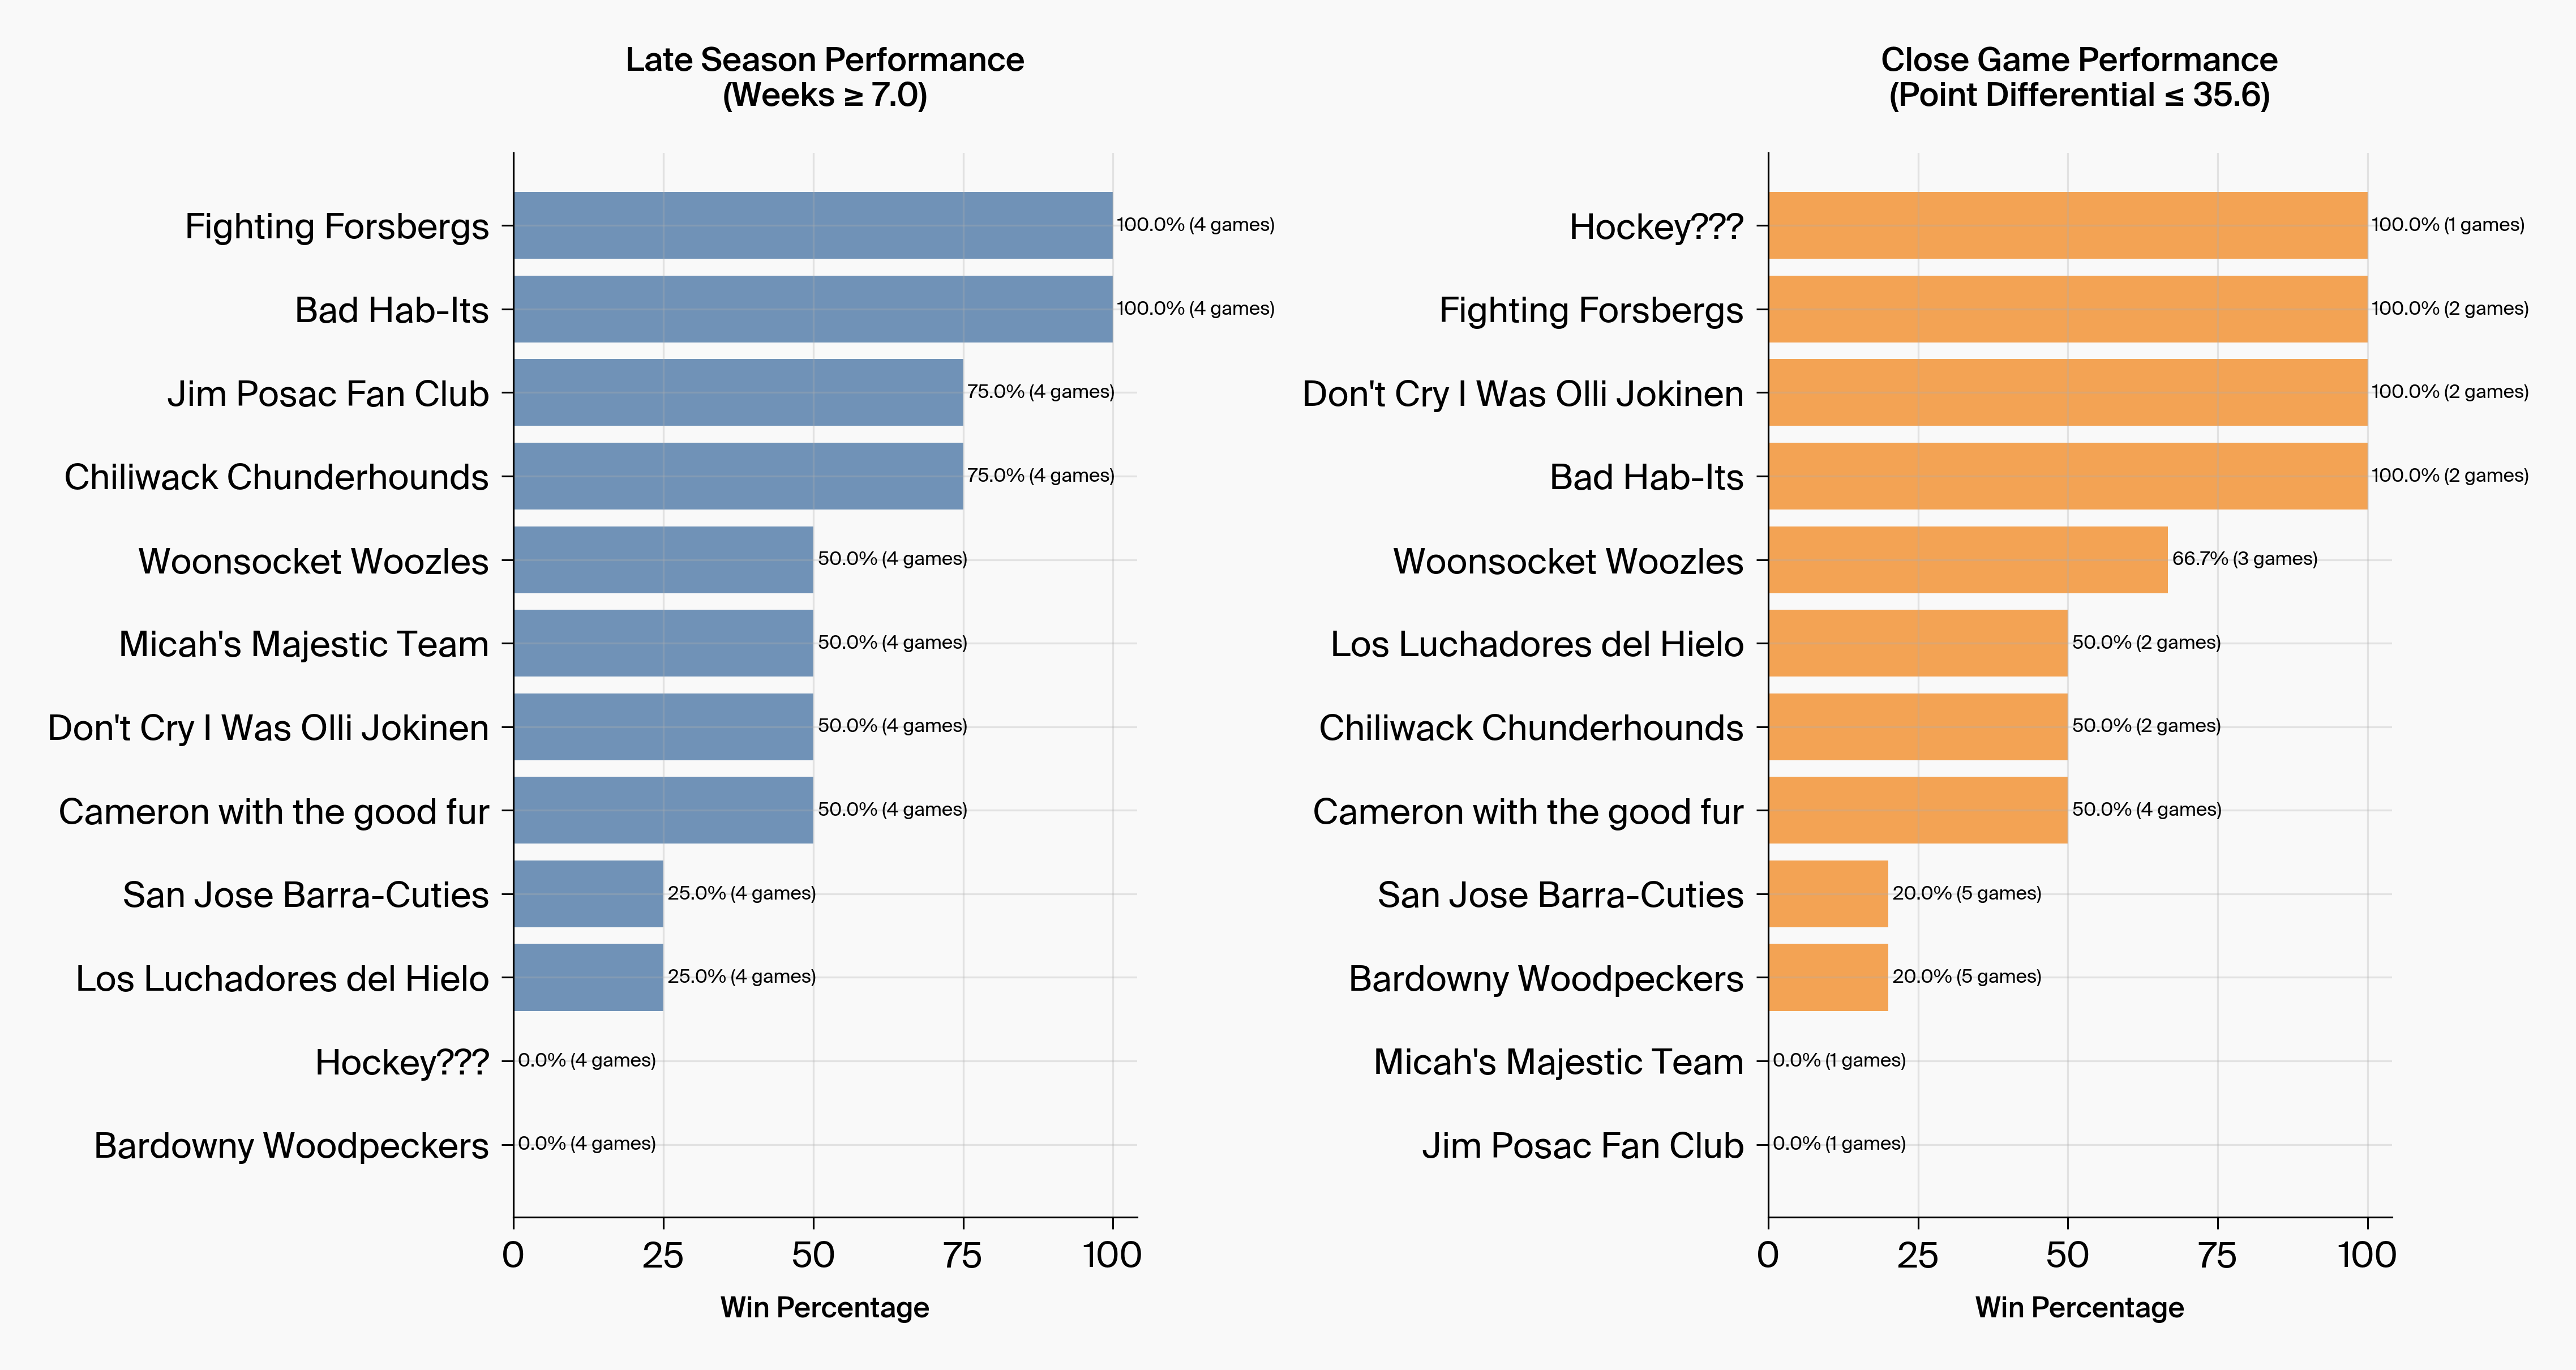 Late Season Performance
(Weeks ≥ 7.0)
Fighting Forsbergs
100.0% (4 games)
Bad Hab-Its
100.0% (4 games)
Jim Posac Fan Club
75.0% (4 games)
Chiliwack Chunderhounds
75.0% (4 games)
Woonsocket Woozles
50.0% (4 games)
Micah's Majestic Team
50.0% (4 games)
Don't Cry I Was Olli Jokinen
50.0% (4 games)
Cameron with the good fur
50.0% (4 games)
San Jose Barra-Cuties
25.0% (4 games)
Los Luchadores del Hielo
25.0% (4 games)
Hockey???
0.0% (4 games)
Bardowny Woodpeckers
0.0% (4 games)
0 25 50 75 100
Win Percentage
Close Game Performance
(Point Differential ≤ 35.6)
Hockey???
100.0% (1 games)
Fighting Forsbergs
100.0% (2 games)
Don't Cry I Was Olli Jokinen
100.0% (2 games)
Bad Hab-Its
100.0% (2 games)
Woonsocket Woozles
66.7% (3 games)
Los Luchadores del Hielo
50.0% (2 games)
Chiliwack Chunderhounds
50.0% (2 games)
Cameron with the good fur
50.0% (4 games)
San Jose Barra-Cuties
20.0% (5 games)
Bardowny Woodpeckers
20.0% (5 games)
Micah's Majestic Team
0.0% (1 games)
Jim Posac Fan Club
0.0% (1 games)
0 25 50 75 100
Win Percentage